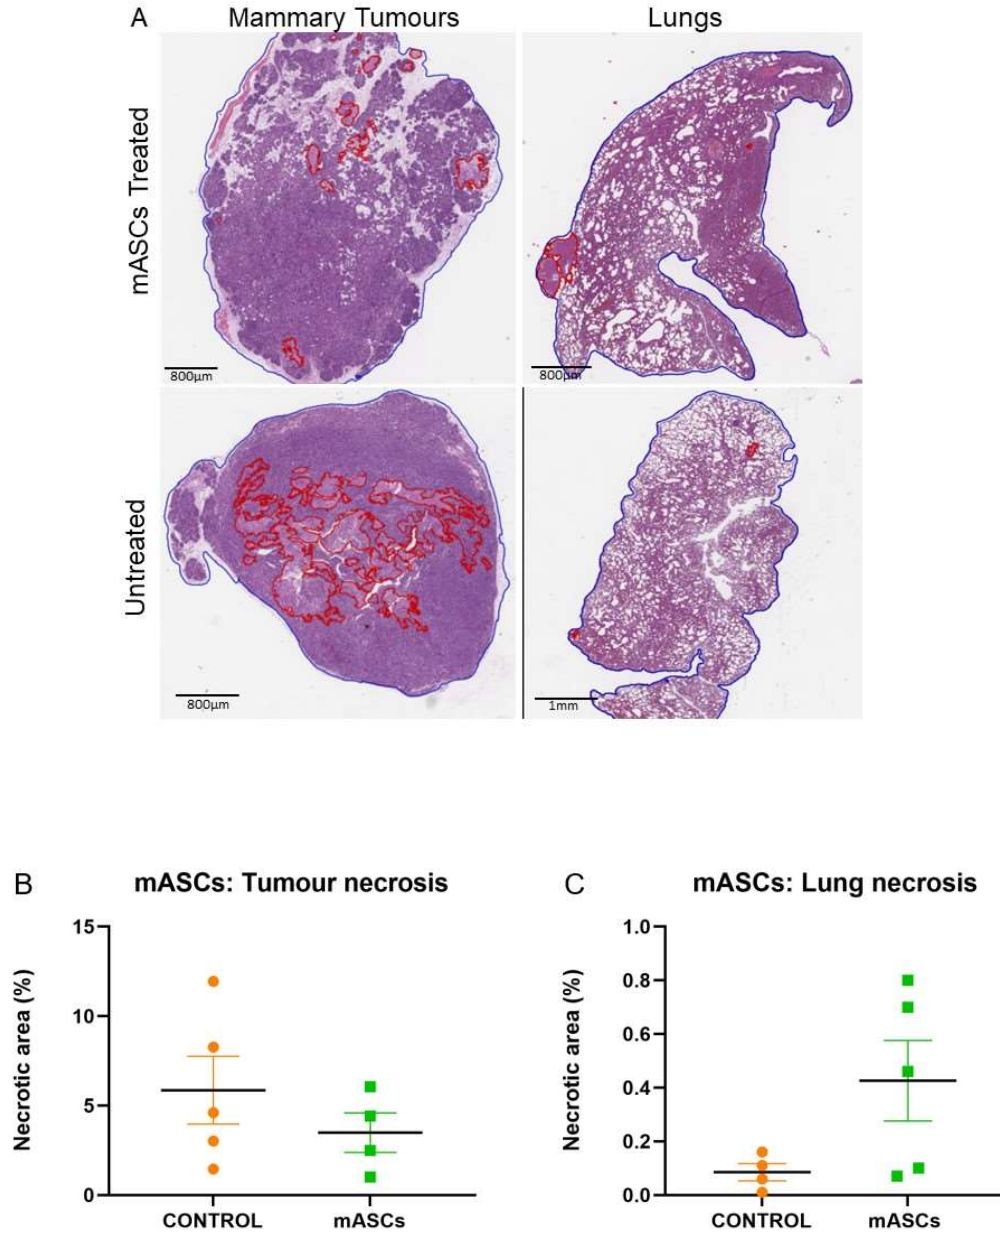 A
Mammary Tumours
Lungs
mASCs Treated
800µm
800µm
Untreated
800µm
1mm
B
mASCs: Tumour necrosis
Necrotic area (%)
15
10
5
0
CONTROL
mASCs
C
mASCs: Lung necrosis
Necrotic area (%)
1.0
0.8
0.6
0.4
0.2
0.0
CONTROL
mASCs